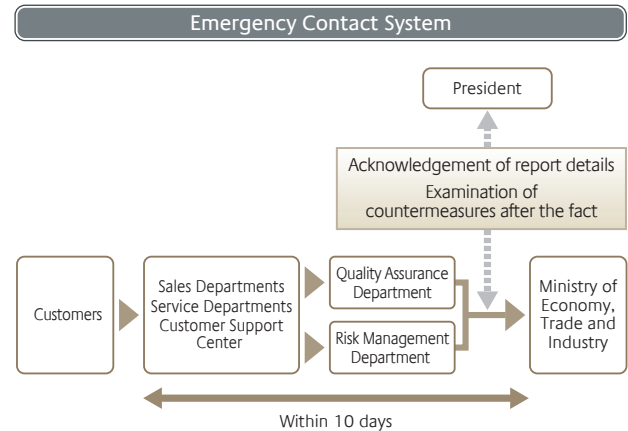 Emergency Contact System
President
Acknowledgement of report details
Examination of
countermeasures after the fact
Customers
Sales Departments
Service Departments
Customer Support
Center
Quality Assurance
Department
Risk Management
Department
Ministry of
Economy,
Trade and
Industry
Within 10 days